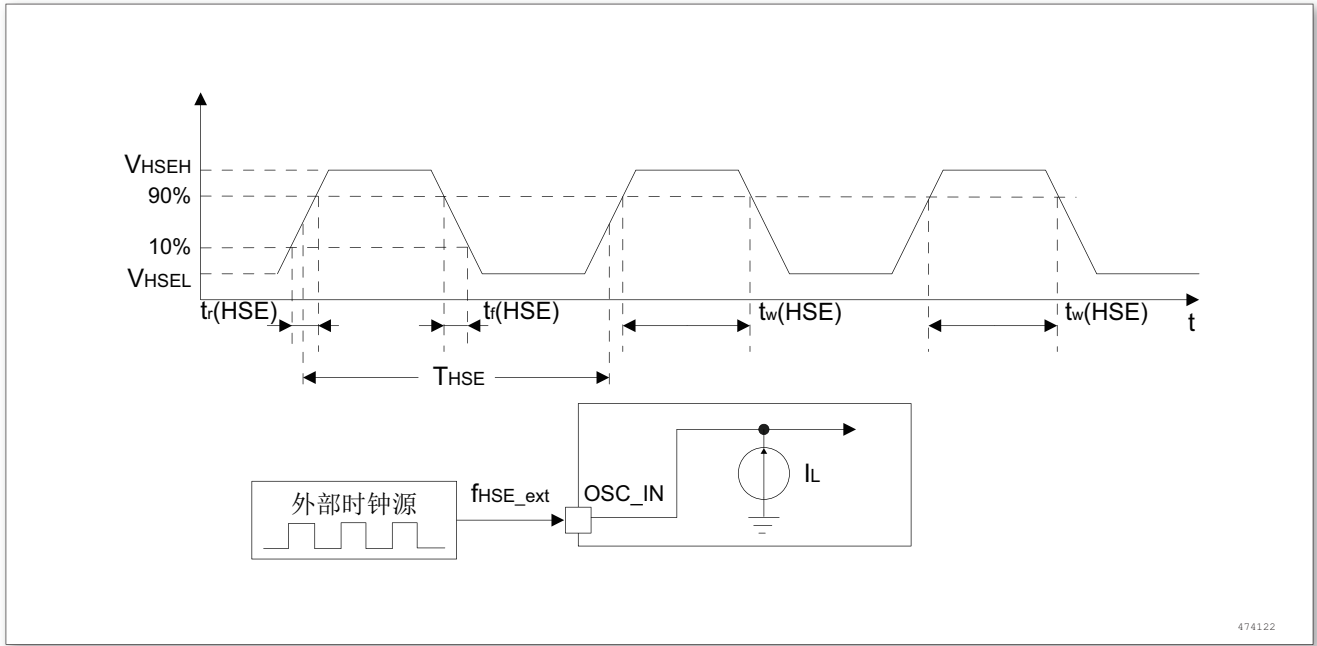 VHSEH
90%
10%
VHSEL
tr(HSE)
tf(HSE)
tw(HSE)
tw(HSE)
t
THSE
外部时钟源
fHSE_ext
OSC_IN
IL
474122